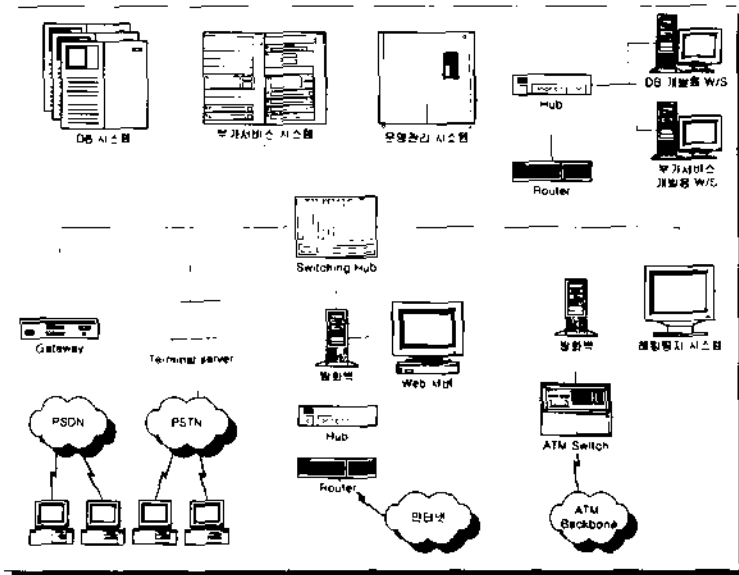 DB 시스템
부가서비스 시스템
운영관리 시스템
Hub
DB 개발용 W/S
Router
부가서비스
개발용 W/S
Switching Hub
Gateway
Terminal server
방화벽
Web 서버
방화벽
해킹탐지 시스템
PSDN
PSTN
Hub
ATM Switch
Router
인터넷
ATM
Backbone